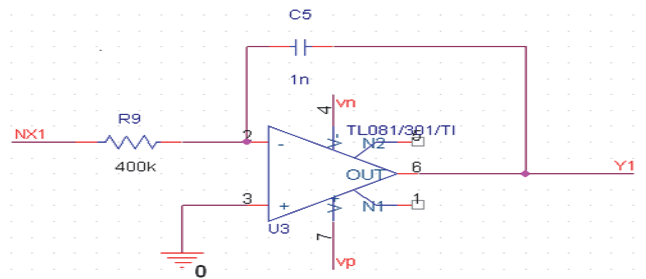 C5
1n
vn
4
R9
TL081/301/TI
NX1
2
-
N2
5
400k
OUT
6
Y1
3
+
N1
1
U3
7
vp
0